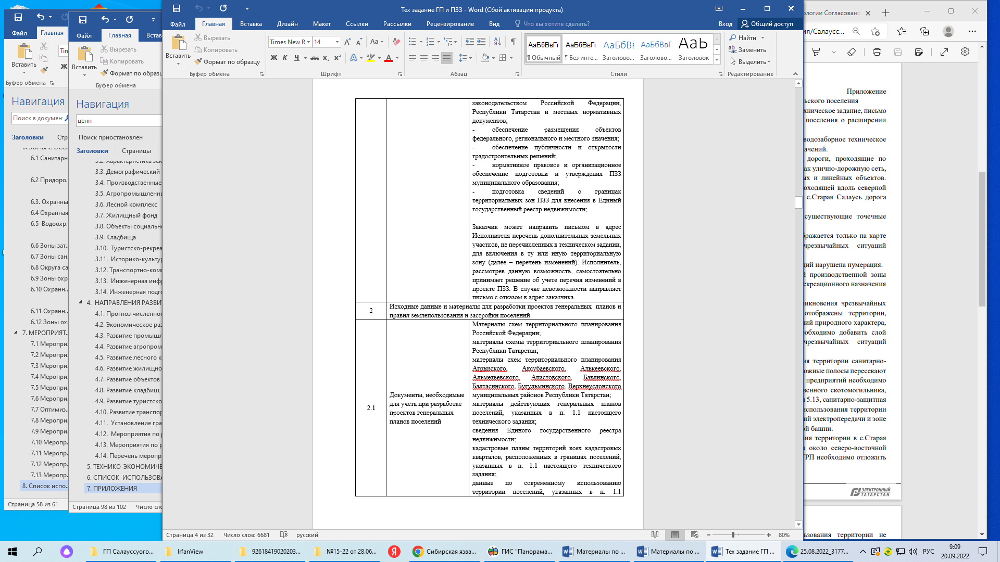 Тех задание ГП и ПЗЗ - Word (Сбой активации продукта)
Файл
Главная
Вставка
Дизайн
Макет
Ссылки
Рассылки
Рецензирование
Вид
Что вы хотите сделать?
Вход
Общий доступ
Вставить
Вырезать
Копировать
Формат по образцу
Буфер обмена
Times New R
14
Шрифт
Абзац
АаБбВвГг
¶ Обычный
АаБбВвГг
¶ Без инте...
Заголово...
Заголово...
Заголовок
Стили
Найти
Заменить
Выделить
Редактирование
законодательством Российской Федерации,
Республики Татарстан и местных нормативных
документов;
- обеспечение размещения объектов
федерального, регионального и местного значения;
- обеспечение публичности и открытости
градостроительных решений;
- нормативное правовое и организационное
обеспечение подготовки и утверждения ПЗЗ
муниципального образования;
- подготовка сведений о границах
территориальных зон ПЗЗ для внесения в Единый
государственный реестр недвижимости;
Заказчик может направить письмом в адрес
Исполнителя перечень дополнительных земельных
участков, не перечисленных в техническом задании,
для включения в ту или иную территориальную
зону (далее – перечень изменений). Исполнитель,
рассмотрев данную возможность, самостоятельно
принимает решение об учете перечня изменений в
проекте ПЗЗ. В случае невозможности направляет
письмо с отказом в адрес заказчика.
2
Исходные данные и материалы для разработки проектов генеральных планов и
правил землепользования и застройки поселений
2.1
Документы, необходимые
для учета при разработке
проектов генеральных
планов поселений
Материалы схем территориального планирования
Российской Федерации;
материалы схемы территориального планирования
Республики Татарстан;
материалы схем территориального планирования
Агрызского, Аксубаевского, Алькеевского,
Альметьевского, Апастовского, Бавлинского,
Балтасинского, Бугульминского, Верхнеуслонского
муниципальных районов Республики Татарстан;
материалы действующих генеральных планов
поселений, указанных в п. 1.1 настоящего
технического задания;
сведения Единого государственного реестра
недвижимости;
кадастровые планы территорий всех кадастровых
кварталов, расположенных в границах поселений,
указанных в п. 1.1 настоящего технического
задания;
данные по современному использованию
территории поселений, указанных в п. 1.1
Страница 4 из 32
Число слов: 6681
русский
80%
Файл
Главная
Вставить
Буфер обмена
Навигация
Поиск в документ
Заголовки
Стр
6.1 Санитарн.
6.2 Придоро..
6.3. Охранны
6.4 Охранная
6.5 Водоохр..
6.6 Зоны зат..
6.7 Зоны сан..
6.8 Округа са
6.9 Зоны охр
6.10 Охранн..
6.11 Охранн..
6.12 Зоны ох.
7. МЕРОПРИЯТ..
7.1 Меропри.
7.2 Меропри.
7.3 Меропри.
7.4 Меропри.
7.5 Меропри.
7.6 Меропри.
7.7 Оптимиз..
7.8 Меропри.
7.9 Меропри.
7.10 Меропр.
7.11 Меропр.
7.12 Меропр.
7.13 Меропр.
8. Список испо..
Страница 58 из 61
Файл
Главная
Встав
Вставить
Вырезать
Копировать
Формат по образц
Буфер обмена
Навигация
ценн
Поиск приостановлен
Заголовки
Страницы
3.2. Характеристика зем
3.3. Демографический
3.4. Производственные
3.5. Агропромышленны
3.6. Лесной комплекс
3.7. Жилищный фонд
3.8. Объекты социальн
3.9. Кладбища
3.10. Туристско-рекреа
3.11. Историко-культур
3.12. Транспортно-комм
3.13. Инженерная инфр
3.14. Инженерная подго
4. НАПРАВЛЕНИЯ РАЗВИТ
4.1. Прогноз численнос
4.2. Экономическое раз
4.3. Развитие промышл
4.4. Развитие агропром
4.5. Развитие лесного к
4.6. Развитие жилищно
4.7. Развитие объектов
4.8. Развитие кладбищ
4.9. Развитие туристско
4.10. Развитие транспор
4.11. Установление гра
4.12. Мероприятия по р
4.13. Мероприятия по р
4.14. Перечень меропр
5. ТЕХНИКО-ЭКОНОМИЧЕ
6. СПИСОК ИСПОЛЬЗОВА
7. ПРИЛОЖЕНИЯ
Страница 98 из 102
Число сло
ологии Согласовано
ия/Салаусс...
Приложение
ьского поселения
хническое задание, письмо
поселения о расширении
водозаборное техническое
ачений.
дороги, проходящие по
ак улично-дорожную сеть,
ых и линейных объектов.
оходящей вдоль северной
с.Старая Салаусь дорога
существующие точечные
бражается только на карте
чрезвычайных ситуаций
ций нарушена нумерация.
й производственной зоны
екреационного назначения
никновения чрезвычайных
отображены территории,
ций природного характера,
обходимо добавить слой
чрезвычайных ситуаций
ия территории санитарно-
ожные полосы пересекают
предприятий необходимо
венного скотомогильника,
и 5.13, санитарно-защитная
использования территории
ий электропередачи и зоне
ой башни.
ия территории в с.Старая
и около северо-восточной
ГРП необходимо отложить
ЭЛЕКТРОННЫЙ
ТАТАРСТАН
ьзования территории не
ГП Салауссуого...
IrfanView
92618419020203...
№15-22 от 28.06...
Сибирская язва...
ГИС "Панорама...
Материалы по ...
Материалы по ...
Тех задание ГП ...
25.08.2022_3177...
РУС
9:09
20.09.2022